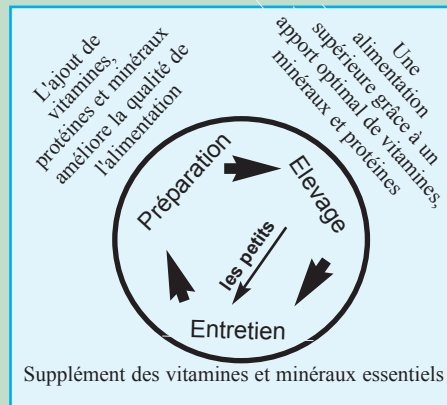 L'ajout de
vitamines,
protéines et minéraux
améliore la qualité de
l'alimentation
Une
alimentation
supérieure grâce à un
apport optimal de vitamines,
minéraux et protéines
Préparation
Elevage
les petits
Entretien
Supplément des vitamines et minéraux essentiels